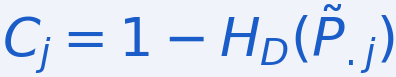 C_j = 1 − H_D(P̃_{.j})